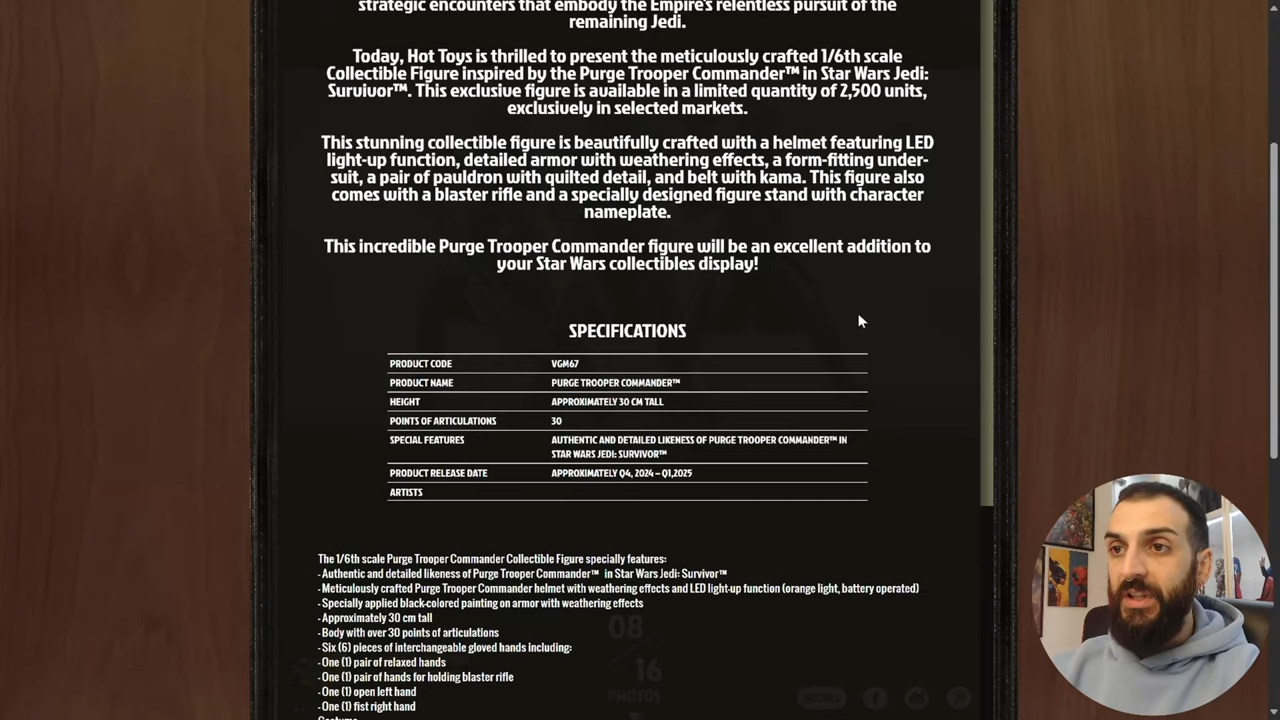 strategic encounters that embody the Empire's relentless pursuit of the
remaining Jedi.
Today, Hot Toys is thrilled to present the meticulously crafted 1/6th scale
Collectible Figure inspired by the Purge Trooper Commander™ in Star Wars Jedi:
Survivor™. This exclusive figure is available in a limited quantity of 2,500 units,
exclusively in selected markets.
This stunning collectible figure is beautifully crafted with a helmet featuring LED
light-up function, detailed armor with weathering effects, a form-fitting under-
suit, a pair of pauldron with quilted detail, and belt with kama. This figure also
comes with a blaster rifle and a specially designed figure stand with character
nameplate.
This incredible Purge Trooper Commander figure will be an excellent addition to
your Star Wars collectibles display!
SPECIFICATIONS
PRODUCT CODE VGM67
PRODUCT NAME PURGE TROOPER COMMANDER™
HEIGHT APPROXIMATELY 30 CM TALL
POINTS OF ARTICULATIONS 30
SPECIAL FEATURES AUTHENTIC AND DETAILED LIKENESS OF PURGE TROOPER COMMANDER™ IN
STAR WARS JEDI: SURVIVOR™
PRODUCT RELEASE DATE APPROXIMATELY Q4, 2024 – Q1,2025
ARTISTS
The 1/6th scale Purge Trooper Commander Collectible Figure specially features:
- Authentic and detailed likeness of Purge Trooper Commander™ in Star Wars Jedi: Survivor™
- Meticulously crafted Purge Trooper Commander helmet with weathering effects and LED light-up function (orange light, battery operated)
- Specially applied black-colored painting on armor with weathering effects
- Approximately 30 cm tall
- Body with over 30 points of articulations
- Six (6) pieces of interchangeable gloved hands including:
- One (1) pair of relaxed hands
- One (1) pair of hands for holding blaster rifle
- One (1) open left hand
- One (1) fist right hand
Costume
08
16
PHOTOS